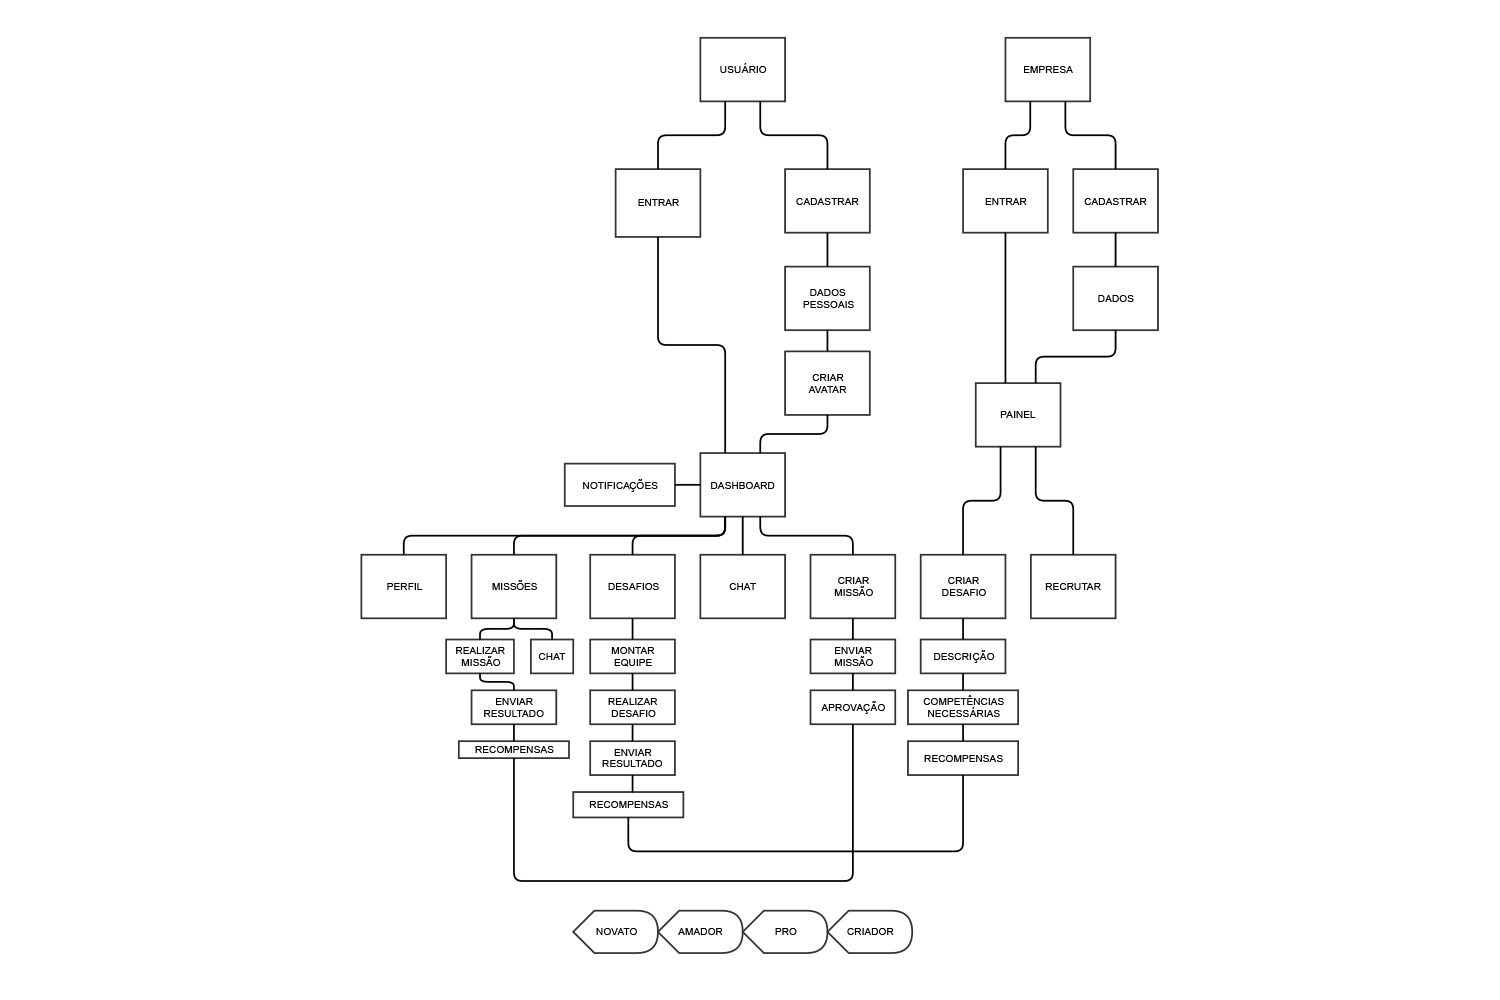 USUÁRIO
EMPRESA
ENTRAR
CADASTRAR
ENTRAR
CADASTRAR
DADOS
PESSOAIS
DADOS
CRIAR
AVATAR
PAINEL
NOTIFICAÇÕES
DASHBOARD
PERFIL
MISSÕES
DESAFIOS
CHAT
CRIAR
MISSÃO
CRIAR
DESAFIO
RECRUTAR
REALIZAR
MISSÃO
CHAT
MONTAR
EQUIPE
ENVIAR
MISSÃO
DESCRIÇÃO
ENVIAR
RESULTADO
REALIZAR
DESAFIO
APROVAÇÃO
COMPETÊNCIAS
NECESSÁRIAS
RECOMPENSAS
ENVIAR
RESULTADO
RECOMPENSAS
RECOMPENSAS
NOVATO
AMADOR
PRO
CRIADOR